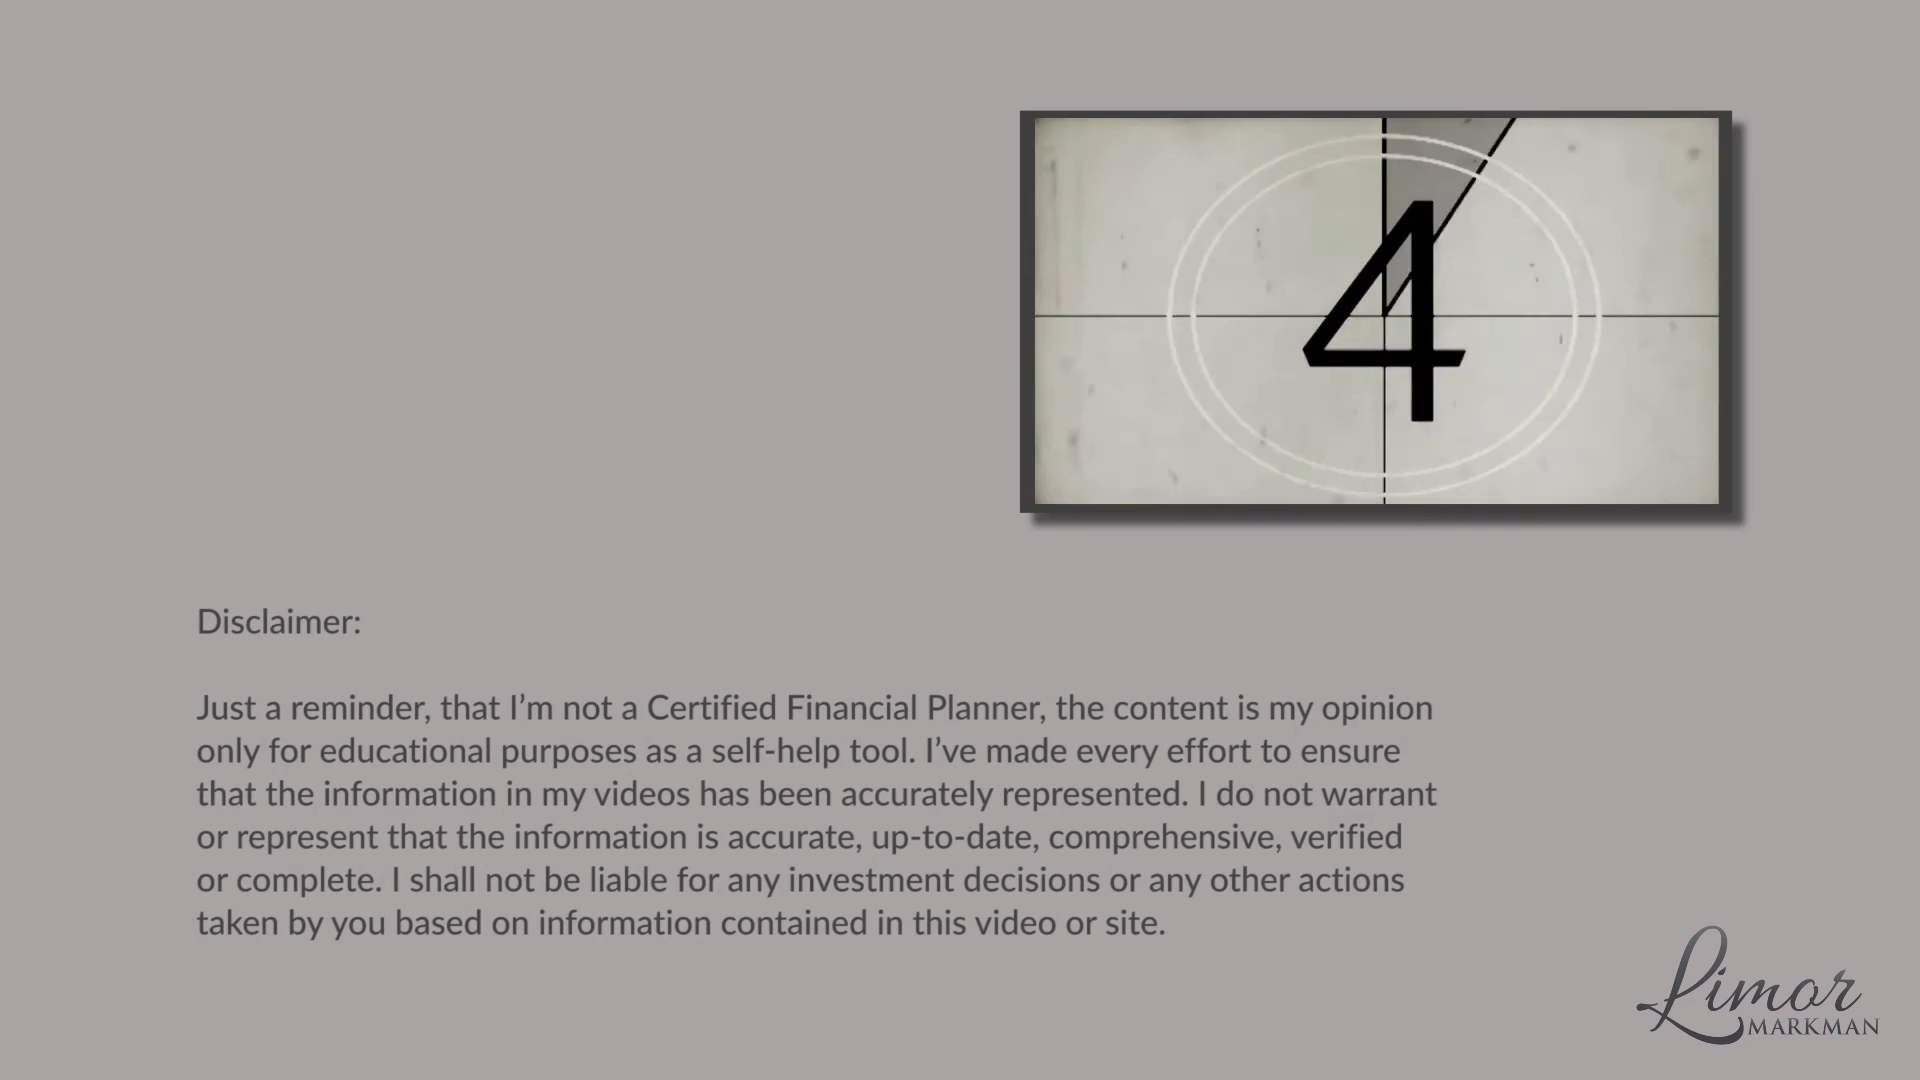 4
Disclaimer:
Just a reminder, that I’m not a Certified Financial Planner, the content is my opinion
only for educational purposes as a self-help tool. I’ve made every effort to ensure
that the information in my videos has been accurately represented. I do not warrant
or represent that the information is accurate, up-to-date, comprehensive, verified
or complete. I shall not be liable for any investment decisions or any other actions
taken by you based on information contained in this video or site.
Limor
MARKMAN